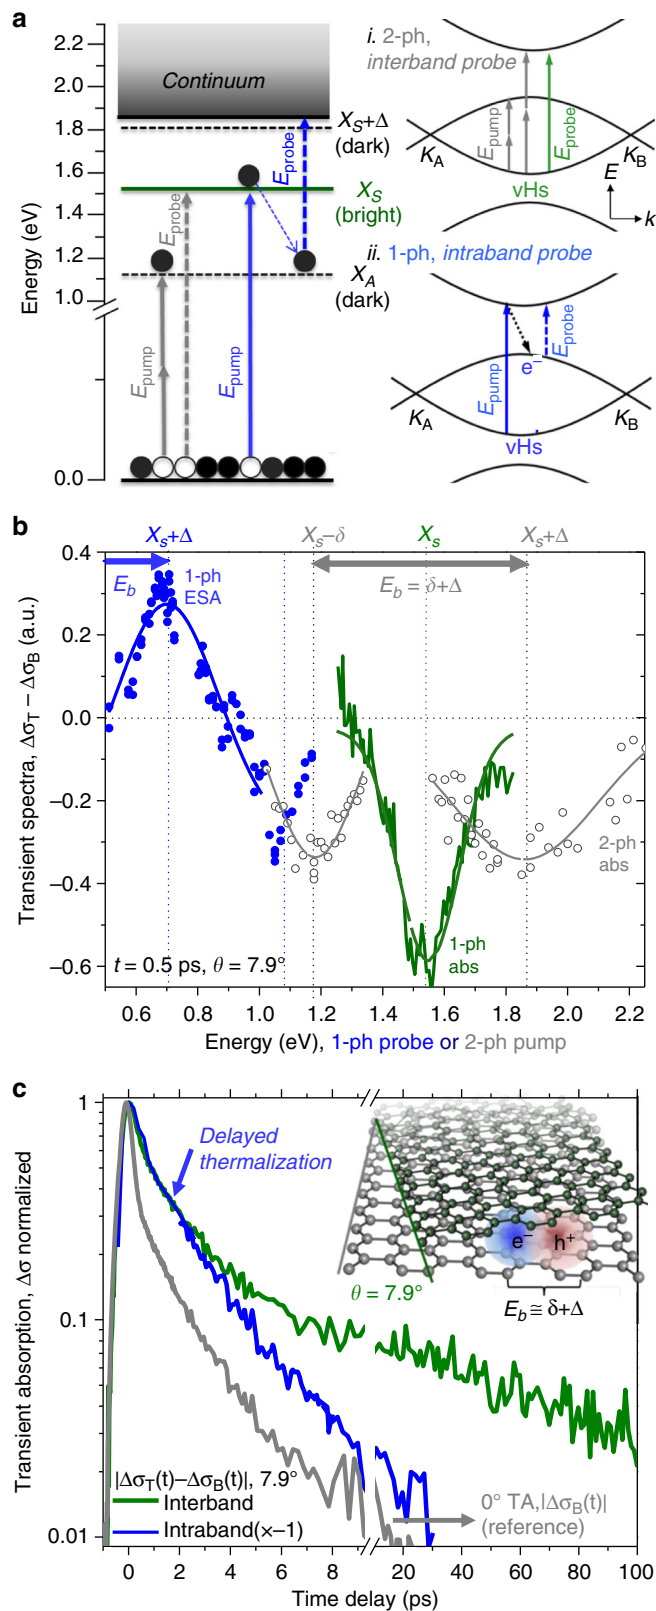 a
2.2
2.0
1.8
1.6
1.4
1.2
1.0
0.0
Energy (eV)
Continuum
X_S+Δ
(dark)
X_S
(bright)
X_A
(dark)
E_pump
E_probe
E_pump
E_probe
i. 2-ph,
interband probe
E_pump
E_probe
K_A
K_B
vHs
E
k
ii. 1-ph, intraband probe
E_pump
E_probe
e⁻
K_A
K_B
vHs
b
X_s+Δ
X_s−δ
X_s
X_s+Δ
0.4
0.2
0.0
−0.2
−0.4
−0.6
Transient spectra, Δσ_T − Δσ_B (a.u.)
E_b
1-ph
ESA
E_b = δ+Δ
2-ph
abs
1-ph
abs
t = 0.5 ps, θ = 7.9°
0.6 0.8 1.0 1.2 1.4 1.6 1.8 2.0 2.2
Energy (eV), 1-ph probe or 2-ph pump
c
1
0.1
0.01
Transient absorption, Δσ normalized
Delayed
thermalization
e⁻
h⁺
θ = 7.9°
E_b ≅ δ+Δ
|Δσ_T(t)−Δσ_B(t)|, 7.9°
Interband
Intraband(×−1)
0° TA,|Δσ_B(t)|
(reference)
0 2 4 6 8 20 40 60 80 100
Time delay (ps)